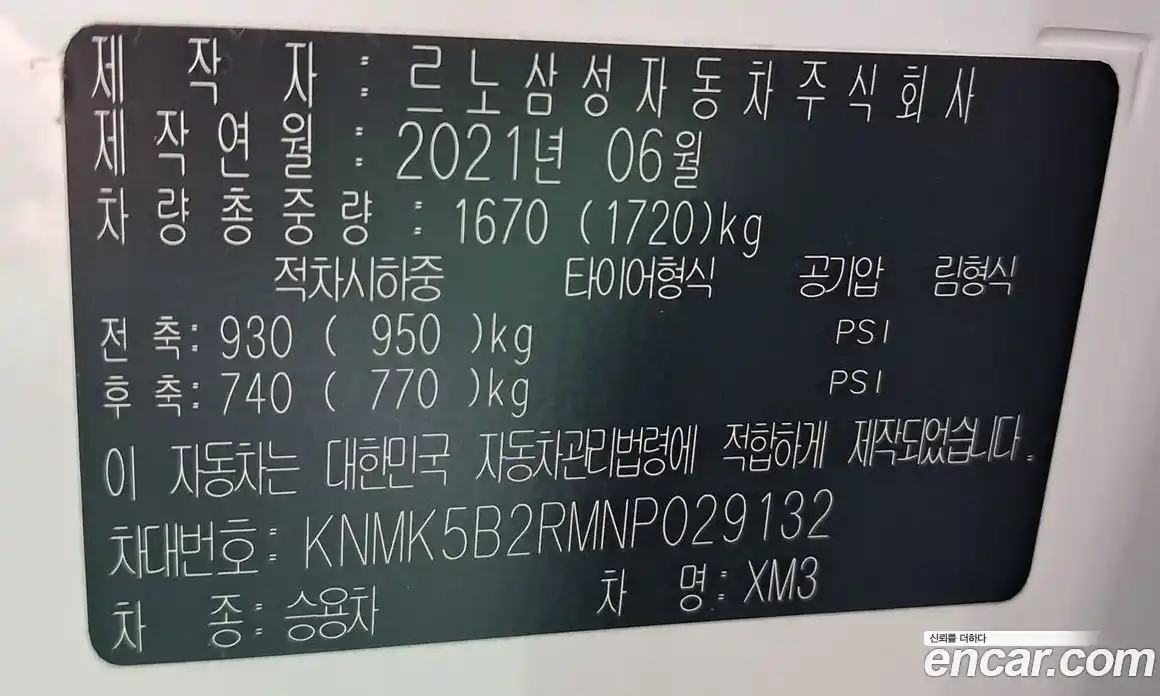 제 작 자 : 르노삼성자동차주식회사
제작연월 : 2021년 06월
차량총중량 : 1670 (1720)kg
적차시하중 타이어형식 공기압 림형식
전축: 930 ( 950 )kg PSI
후축: 740 ( 770 )kg PSI
이 자동차는 대한민국 자동차관리법령에 적합하게 제작되었습니다.
차대번호: KNMK5B2RMNP029132
차 종: 승용차 차 명: XM3
신뢰를 더하다
encar.com